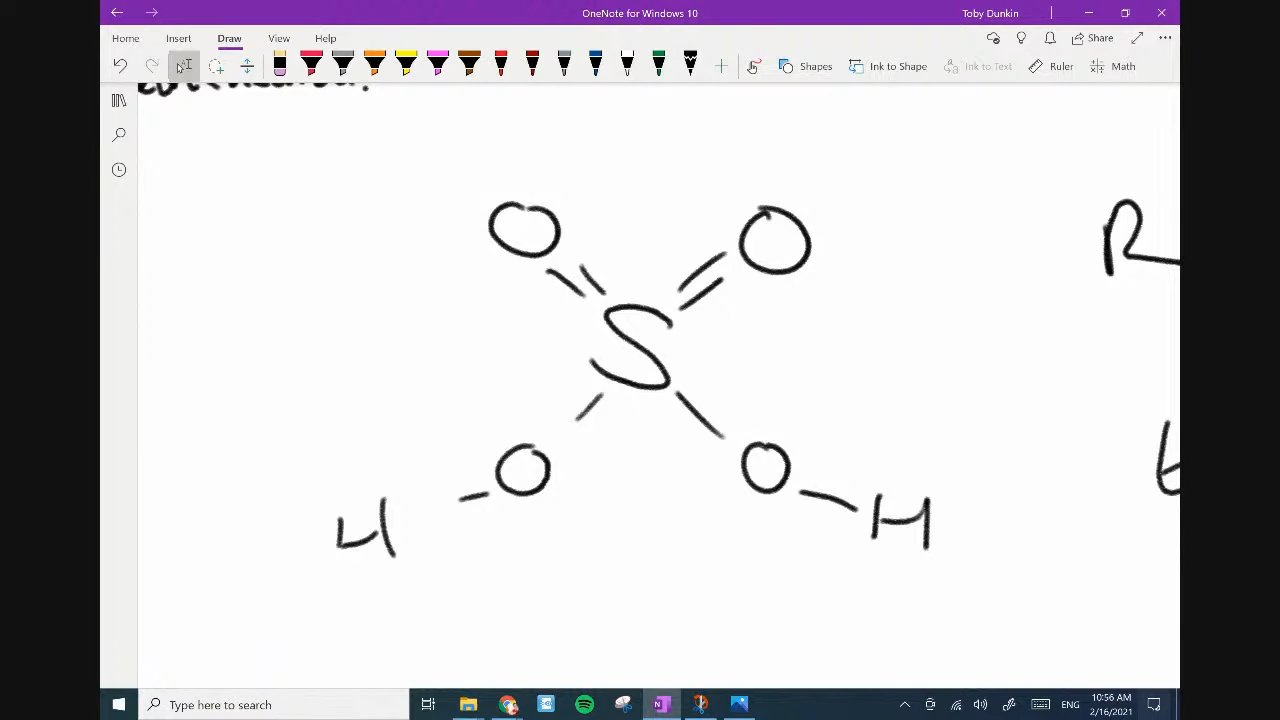 OneNote for Windows 10
Toby Dunkin
Home Insert Draw View Help
Share
Shapes Ink to Shape Ink to Text Ruler Math
O O
S
O O
H H
R
Type here to search
ENG
10:56 AM
2/16/2021